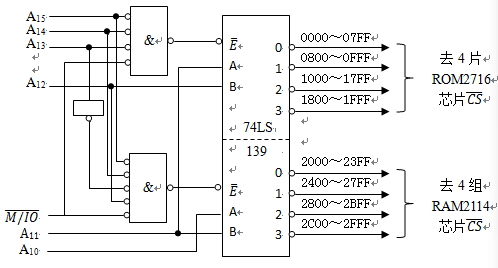 A15
A14
A13
A12
M/IO
A11
A10
&
&
E
A
B
74LS
139
E
A
B
0
1
2
3
0
1
2
3
0000～07FF
0800～0FFF
1000～17FF
1800～1FFF
2000～23FF
2400～27FF
2800～2BFF
2C00～2FFF
去 4 片
ROM2716
芯片CS
去 4 组
RAM2114
芯片CS